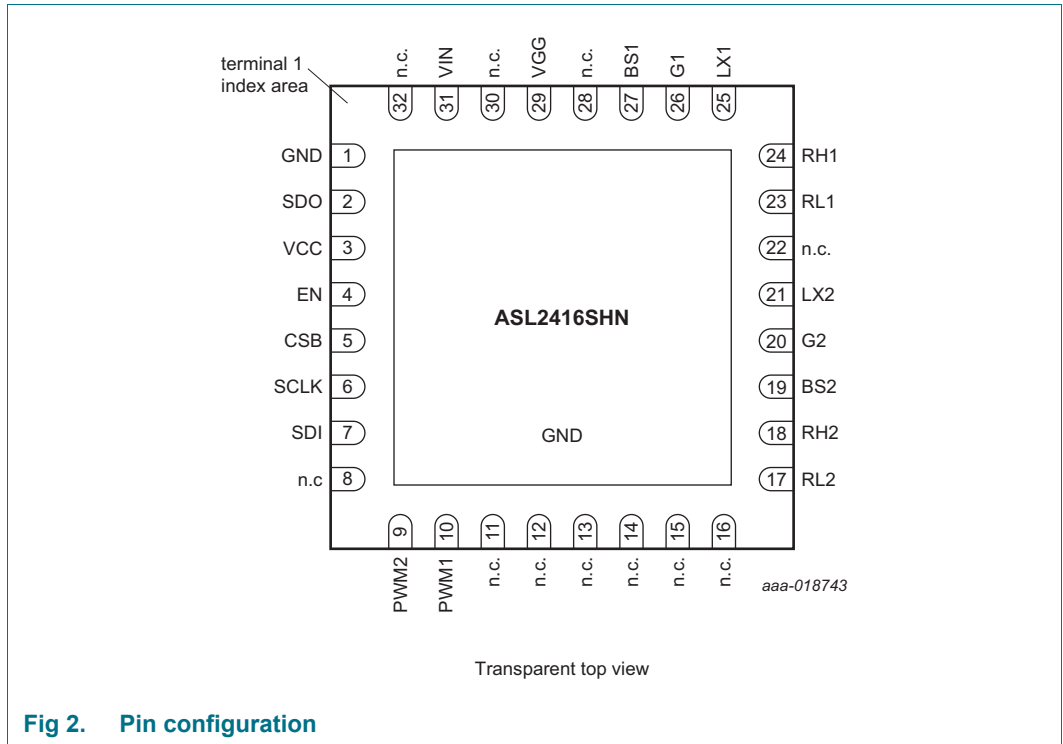 terminal 1
index area
n.c.
VIN
n.c.
VGG
n.c.
BS1
G1
LX1
32
31
30
29
28
27
26
25
GND 1
SDO 2
VCC 3
EN 4
CSB 5
SCLK 6
SDI 7
n.c 8
24 RH1
23 RL1
22 n.c.
21 LX2
20 G2
19 BS2
18 RH2
17 RL2
ASL2416SHN
GND
9
10
11
12
13
14
15
16
PWM2
PWM1
n.c.
n.c.
n.c.
n.c.
n.c.
n.c.
aaa-018743
Transparent top view
Fig 2. Pin configuration